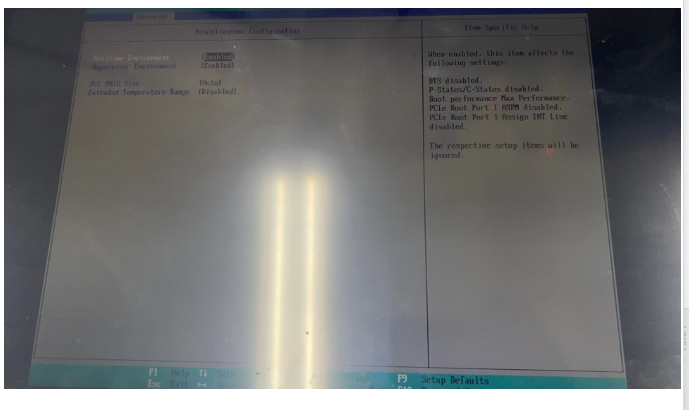 Advanced
Miscellaneous Configuration
Item Specific Help
Realtime Environment [Enabled]
Hypervisor Environment [Enabled]
PCI MMIO Size [Auto]
Extended Temperature Range [Disabled]
When enabled, this item affects the
following settings:
DTS disabled.
P-States/C-States disabled.
Boot performance Max Performance.
PCIe Root Port 1 ASPM disabled.
PCIe Root Port 1 Assign INT Line
disabled.
The respective setup items will be
ignored.
F1 Help ↑↓
F9 Setup Defaults
Esc Exit ↔